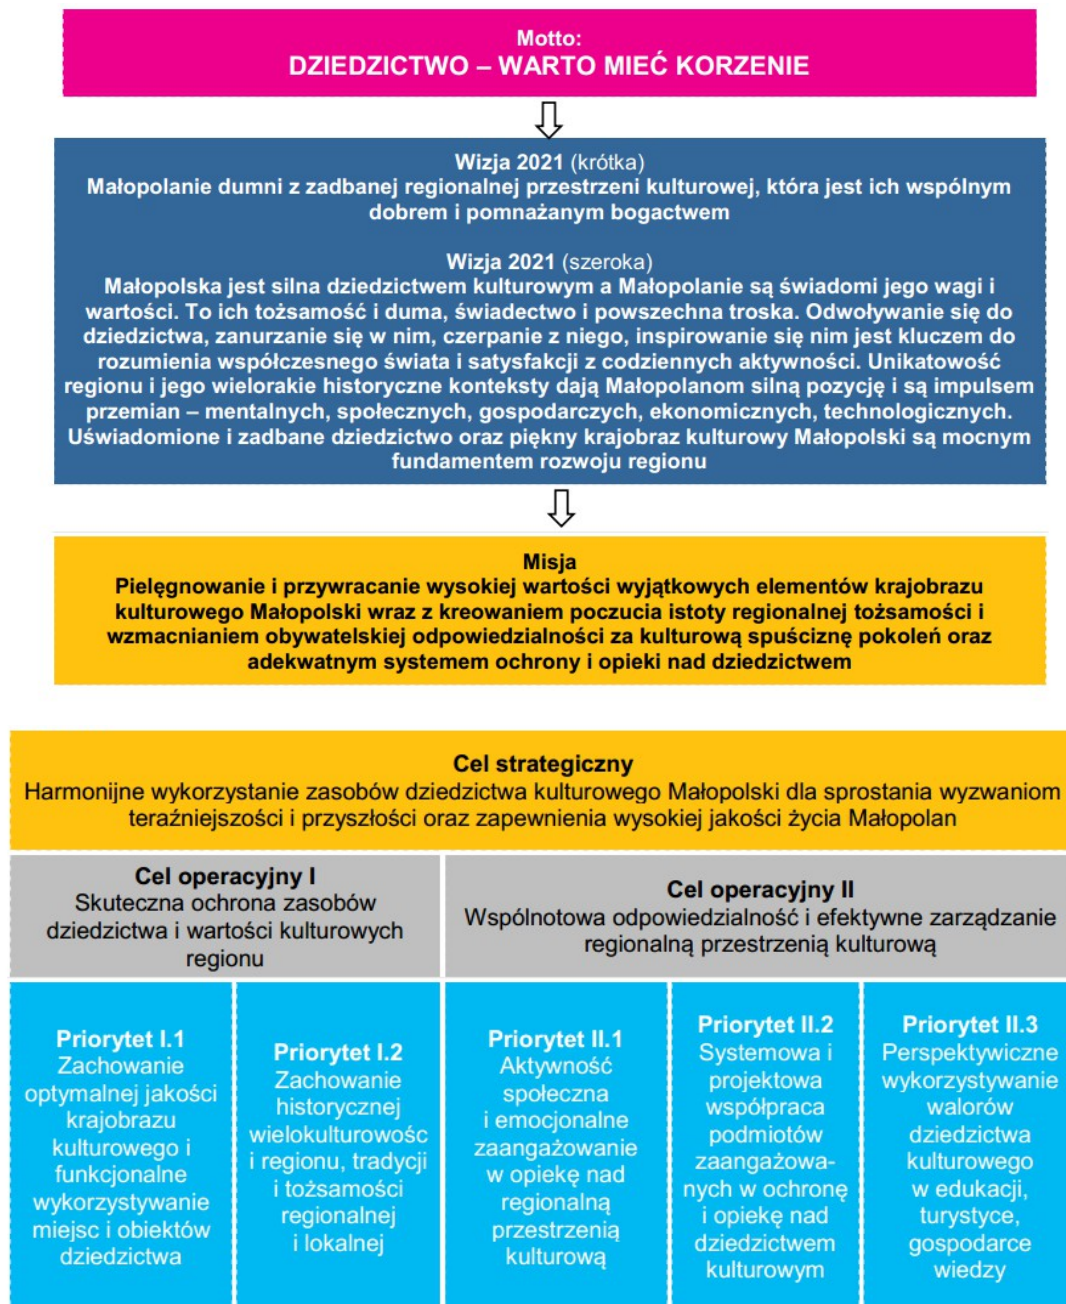 Motto:
DZIEDZICTWO – WARTO MIEĆ KORZENIE
Wizja 2021 (krótka)
Małopolanie dumni z zadbanej regionalnej przestrzeni kulturowej, która jest ich wspólnym
dobrem i pomnażanym bogactwem
Wizja 2021 (szeroka)
Małopolska jest silna dziedzictwem kulturowym a Małopolanie są świadomi jego wagi i
wartości. To ich tożsamość i duma, świadectwo i powszechna troska. Odwoływanie się do
dziedzictwa, zanurzanie się w nim, czerpanie z niego, inspirowanie się nim jest kluczem do
rozumienia współczesnego świata i satysfakcji z codziennych aktywności. Unikatowość
regionu i jego wielorakie historyczne konteksty dają Małopolanom silną pozycję i są impulsem
przemian – mentalnych, społecznych, gospodarczych, ekonomicznych, technologicznych.
Uświadomione i zadbane dziedzictwo oraz piękny krajobraz kulturowy Małopolski są mocnym
fundamentem rozwoju regionu
Misja
Pielęgnowanie i przywracanie wysokiej wartości wyjątkowych elementów krajobrazu
kulturowego Małopolski wraz z kreowaniem poczucia istoty regionalnej tożsamości i
wzmacnianiem obywatelskiej odpowiedzialności za kulturową spuściznę pokoleń oraz
adekwatnym systemem ochrony i opieki nad dziedzictwem
Cel strategiczny
Harmonijne wykorzystanie zasobów dziedzictwa kulturowego Małopolski dla sprostania wyzwaniom
teraźniejszości i przyszłości oraz zapewnienia wysokiej jakości życia Małopolan
Cel operacyjny I
Skuteczna ochrona zasobów
dziedzictwa i wartości kulturowych
regionu
Cel operacyjny II
Wspólnotowa odpowiedzialność i efektywne zarządzanie
regionalną przestrzenią kulturową
Priorytet I.1
Zachowanie
optymalnej jakości
krajobrazu
kulturowego i
funkcjonalne
wykorzystywanie
miejsc i obiektów
dziedzictwa
Priorytet I.2
Zachowanie
historycznej
wielokulturowośc
i regionu, tradycji
i tożsamości
regionalnej
i lokalnej
Priorytet II.1
Aktywność
społeczna
i emocjonalne
zaangażowanie
w opiekę nad
regionalną
przestrzenią
kulturową
Priorytet II.2
Systemowa i
projektowa
współpraca
podmiotów
zaangażowa-
nych w ochronę
i opiekę nad
dziedzictwem
kulturowym
Priorytet II.3
Perspektywiczne
wykorzystywanie
walorów
dziedzictwa
kulturowego
w edukacji,
turystyce,
gospodarce
wiedzy